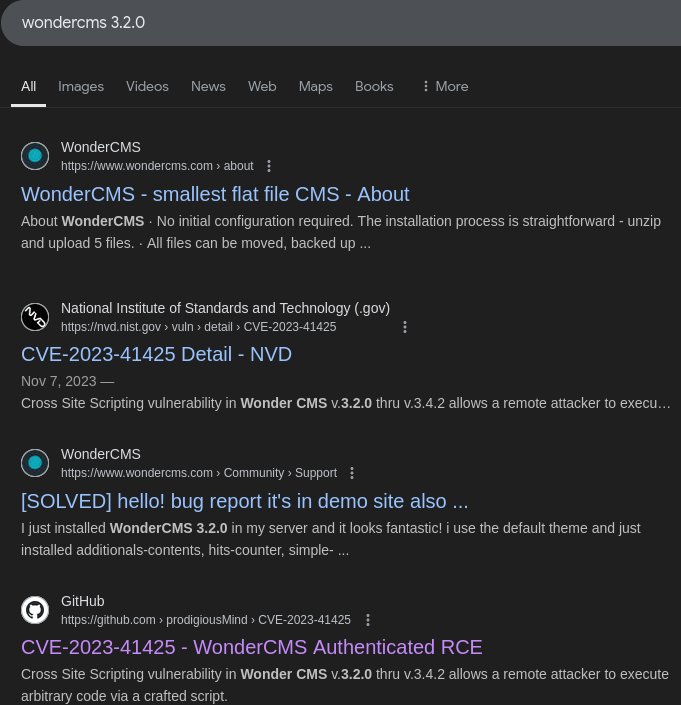 wondercms 3.2.0
All Images Videos News Web Maps Books More
WonderCMS
https://www.wondercms.com › about
WonderCMS - smallest flat file CMS - About
About WonderCMS · No initial configuration required. The installation process is straightforward - unzip
and upload 5 files. · All files can be moved, backed up ...
National Institute of Standards and Technology (.gov)
https://nvd.nist.gov › vuln › detail › CVE-2023-41425
CVE-2023-41425 Detail - NVD
Nov 7, 2023 —
Cross Site Scripting vulnerability in Wonder CMS v.3.2.0 thru v.3.4.2 allows a remote attacker to execu…
WonderCMS
https://www.wondercms.com › Community › Support
[SOLVED] hello! bug report it's in demo site also ...
I just installed WonderCMS 3.2.0 in my server and it looks fantastic! i use the default theme and just
installed additionals-contents, hits-counter, simple- ...
GitHub
https://github.com › prodigiousMind › CVE-2023-41425
CVE-2023-41425 - WonderCMS Authenticated RCE
Cross Site Scripting vulnerability in Wonder CMS v.3.2.0 thru v.3.4.2 allows a remote attacker to execute
arbitrary code via a crafted script.